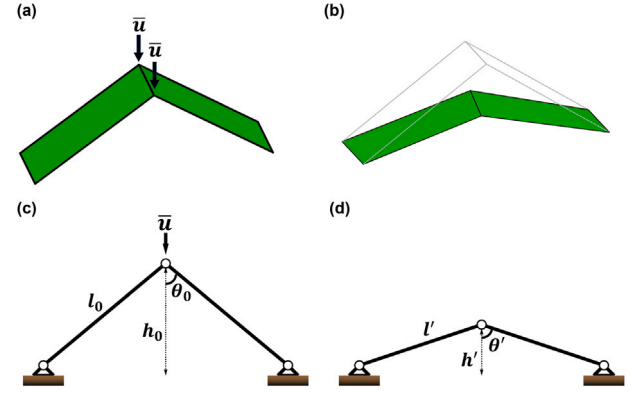 (a)
ū
ū
(b)
(c)
ū
l₀
θ₀
h₀
(d)
l′
θ′
h′